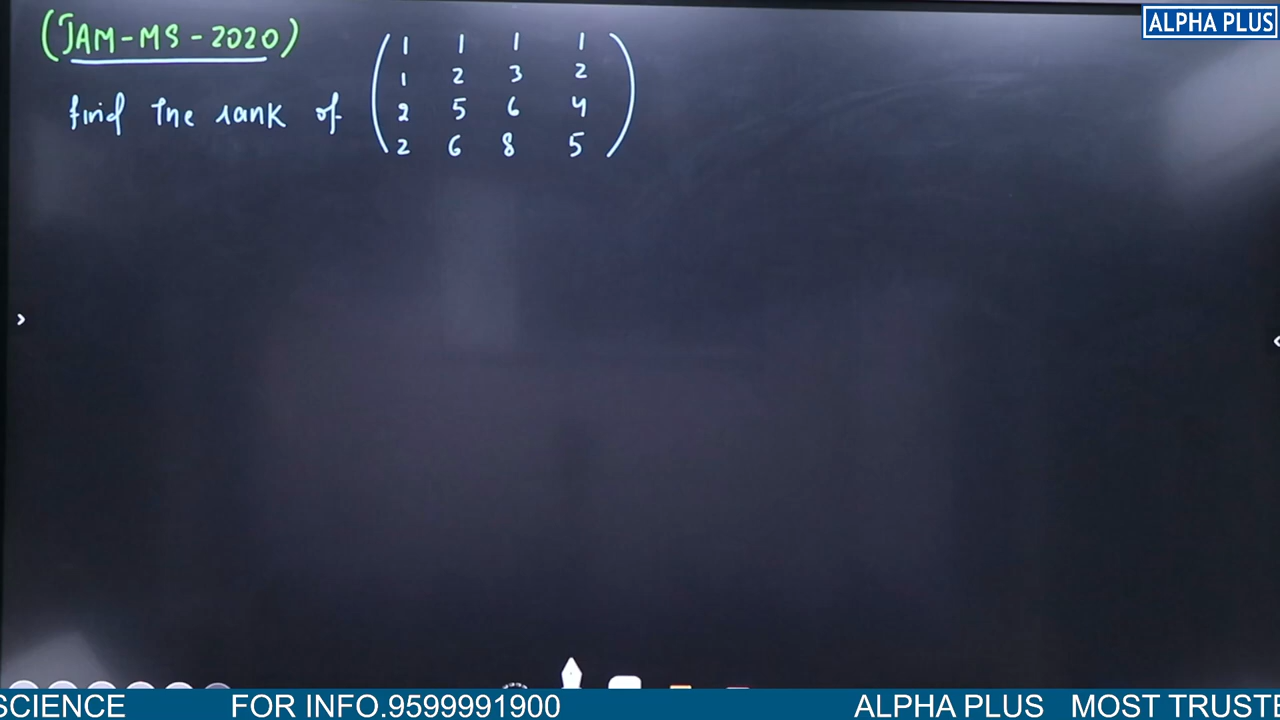 (JAM-MS-2020)
ALPHA PLUS
find the rank of
1 1 1 1
1 2 3 2
2 5 6 4
2 6 8 5
SCIENCE FOR INFO.9599991900 ALPHA PLUS MOST TRUSTE